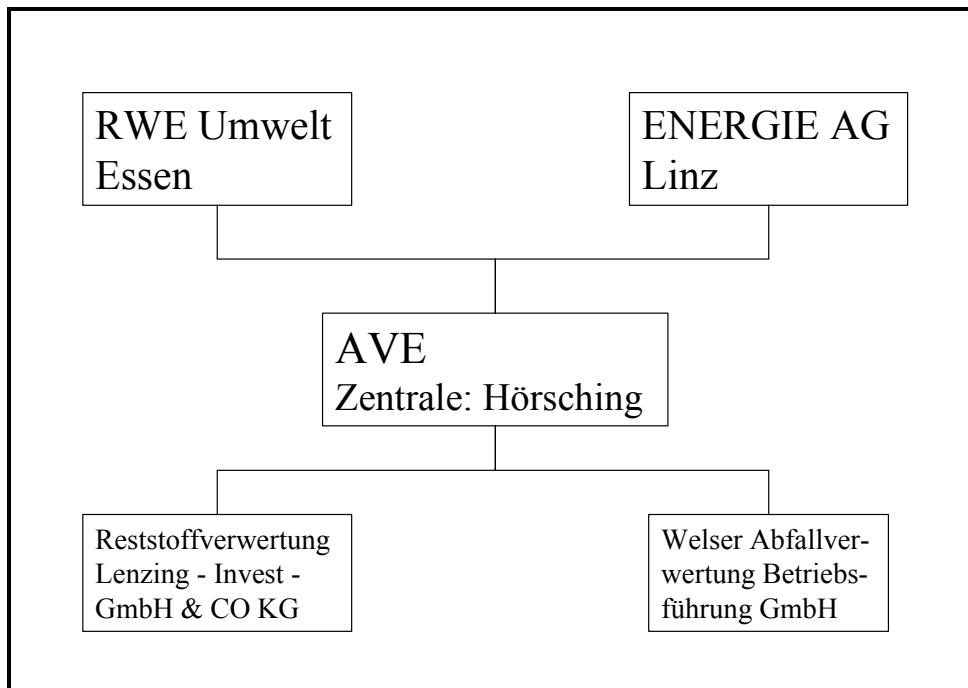 RWE Umwelt
Essen
ENERGIE AG
Linz
AVE
Zentrale: Hörsching
Reststoffverwertung
Lenzing - Invest -
GmbH & CO KG
Welser Abfallver-
wertung Betriebs-
führung GmbH